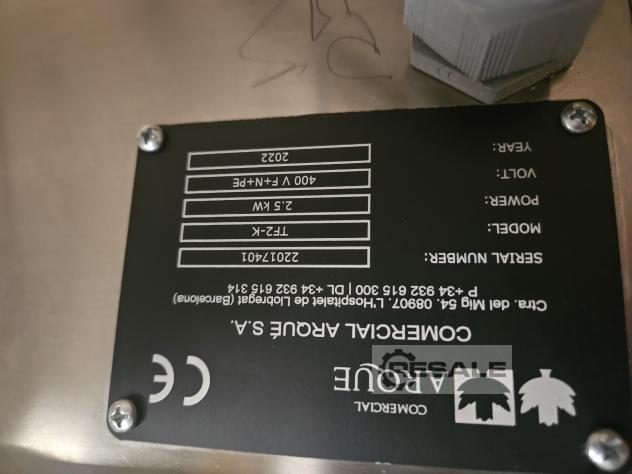 COMERCIAL
ARQUE
CE
COMERCIAL ARQUÉ S.A.
Ctra. del Mig 54. 08907. L'Hospitalet de Llobregat (Barcelona)
P +34 932 615 300 | DL +34 932 615 314
SERIAL NUMBER: 22017401
MODEL: TF2-K
POWER: 2.5 kW
VOLT: 400 V F+N+PE
YEAR: 2022
RESALE